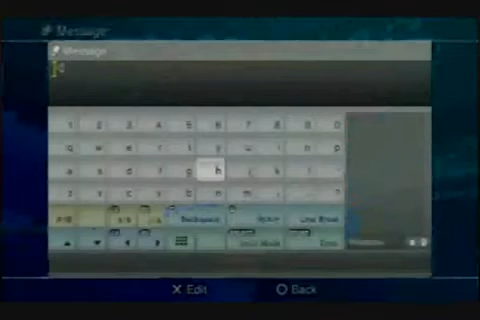 Message
Message
1 2 3 4 5 6 7 8 9 0
q w e r t y u i o p
a s d f g h j k l
z x c v b n m , . ?
Backspace Space Line Break
Enter
X Edit O Back